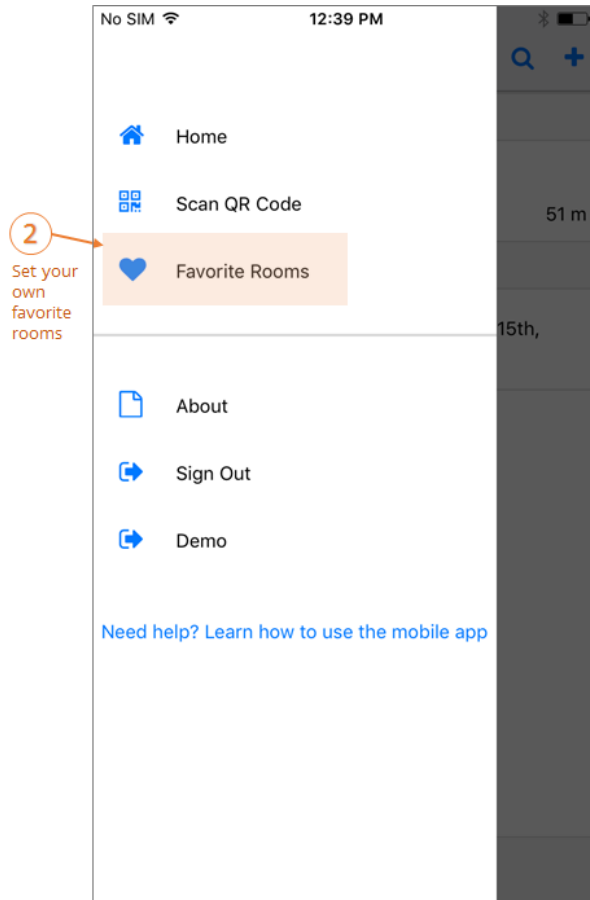 No SIM 12:39 PM
Home
Scan QR Code
51 m
2
Favorite Rooms
Set your
own
favorite
rooms
15th,
About
Sign Out
Demo
Need help? Learn how to use the mobile app